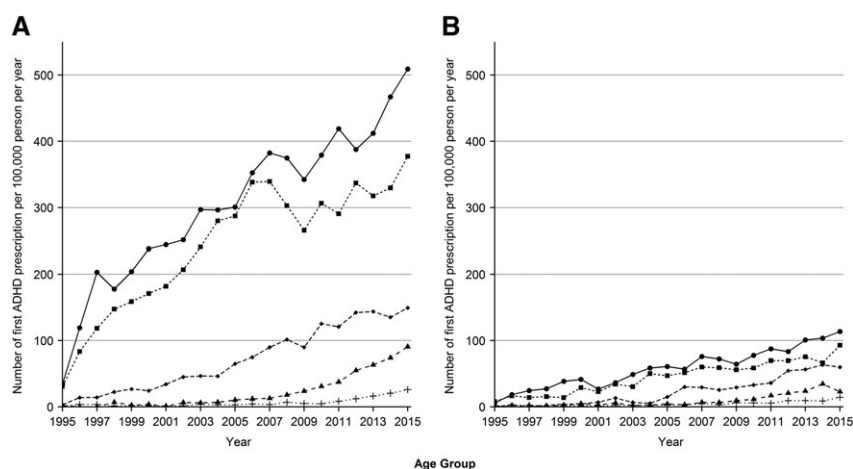 A
B
Number of first ADHD prescription per 100,000 person per year
500
400
300
200
100
0
1995 1997 1999 2001 2003 2005 2007 2009 2011 2013 2015
Year
Number of first ADHD prescription per 100,000 person per year
500
400
300
200
100
0
1995 1997 1999 2001 2003 2005 2007 2009 2011 2013 2015
Year
Age Group